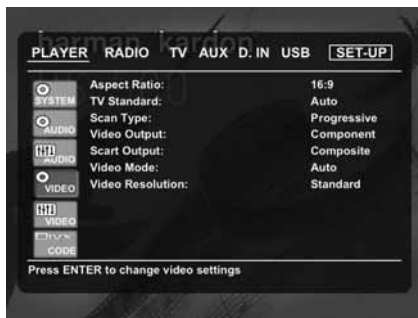 harman kardon
PLAYER RADIO TV AUX D. IN USB SET-UP
SYSTEM
AUDIO
AUDIO
VIDEO
VIDEO
DIVX
CODE
Aspect Ratio: 16:9
TV Standard: Auto
Scan Type: Progressive
Video Output: Component
Scart Output: Composite
Video Mode: Auto
Video Resolution: Standard
Press ENTER to change video settings